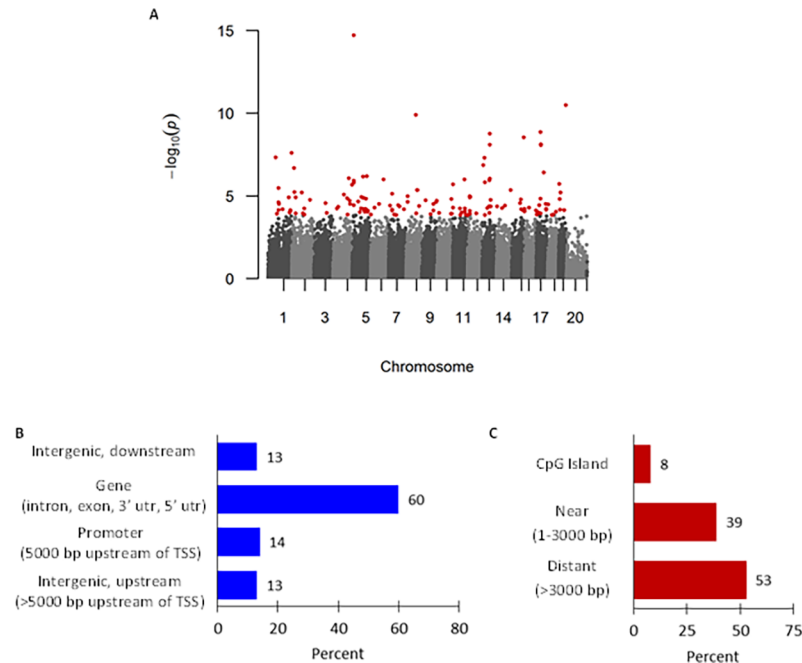 A
15
10
5
0
-log₁₀(p)
1 3 5 7 9 11 14 17 20
Chromosome
B
Intergenic, downstream
13
Gene
(intron, exon, 3' utr, 5' utr)
60
Promoter
(5000 bp upstream of TSS)
14
Intergenic, upstream
(>5000 bp upstream of TSS)
13
0 20 40 60 80
Percent
C
CpG Island
8
Near
(1-3000 bp)
39
Distant
(>3000 bp)
53
0 25 50 75
Percent